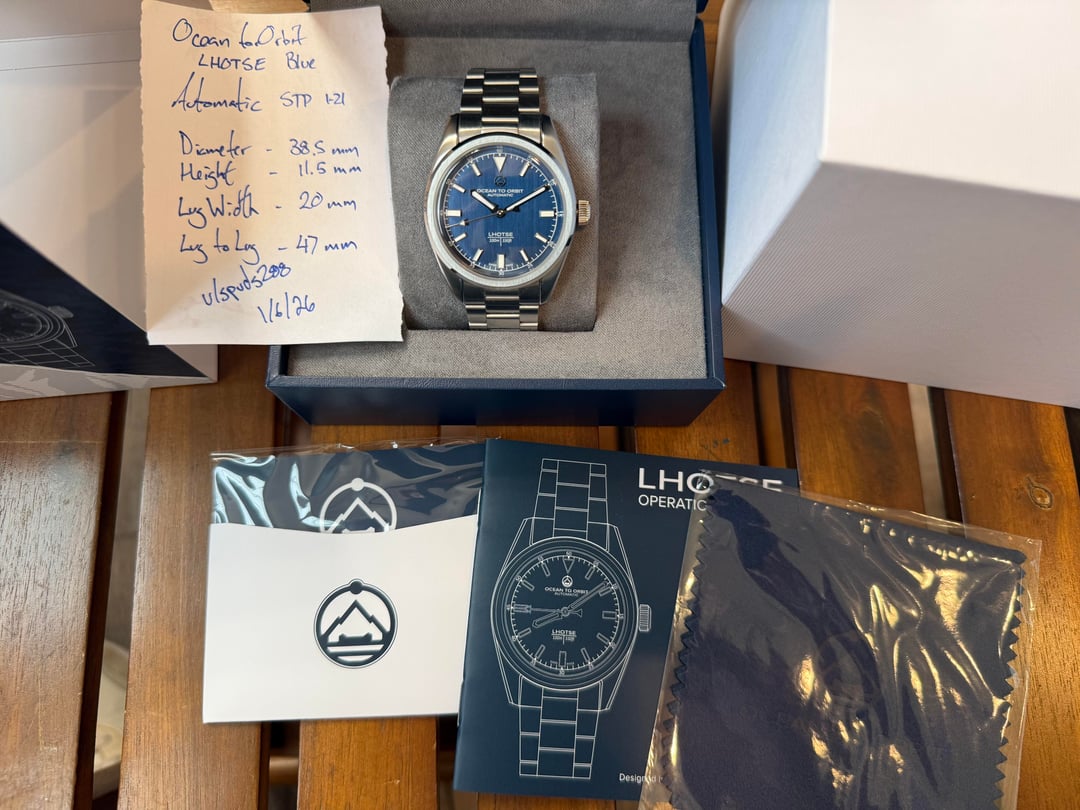 Ocean to Orbit
LHOTSE Blue
Automatic STP 1-21
Diameter - 38.5 mm
Height - 11.5 mm
Lug Width - 20 mm
Lug to Lug - 47 mm
u/spuds288
1/6/26
OCEAN TO ORBIT
AUTOMATIC
LHOTSE
LHOTSE
OPERATIO
OCEAN TO ORBIT
AUTOMATIC
LHOTSE
Designed